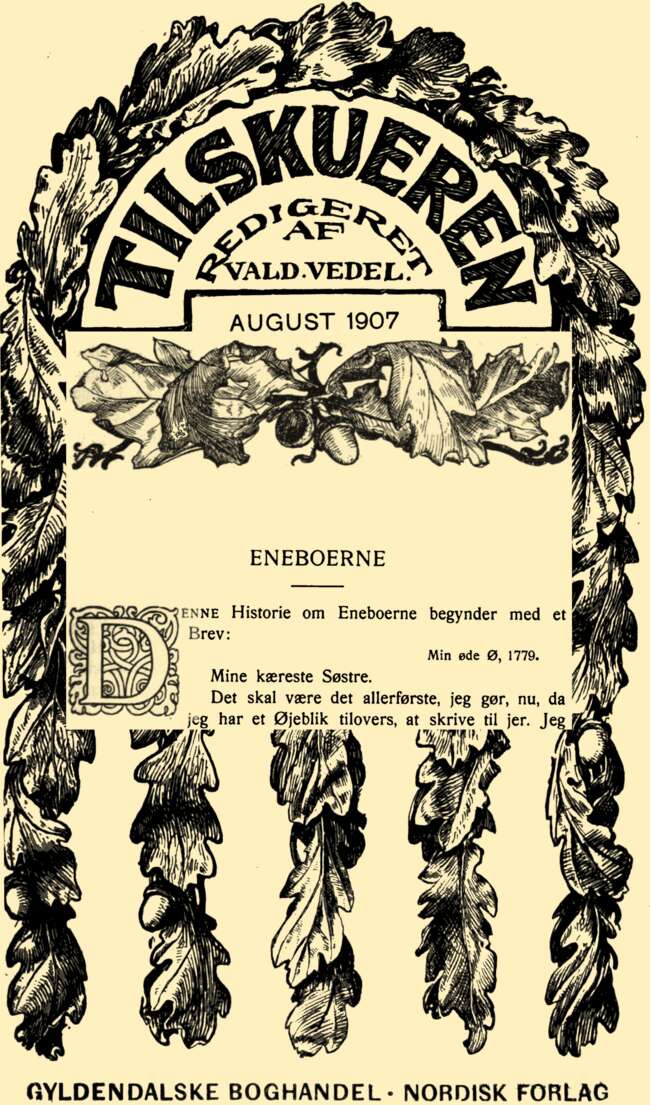 TILSKUEREN
REDIGERET
AF
VALD. VEDEL.
AUGUST 1907
ENEBOERNE
DENNE Historie om Eneboerne begynder med et
Brev:
Min øde Ø, 1779.
Mine kæreste Søstre.
Det skal være det allerførste, jeg gør, nu, da
jeg har et Øjeblik tilovers, at skrive til jer. Jeg
GYLDENDALSKE BOGHANDEL · NORDISK FORLAG